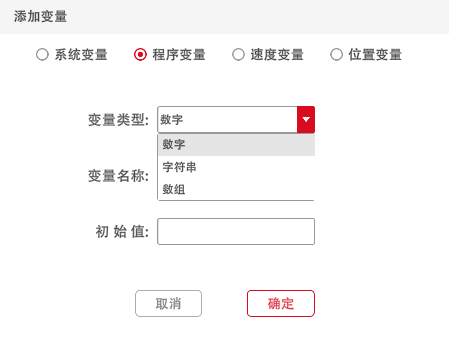 添加变量
系统变量 程序变量 速度变量 位置变量
变量类型: 数字
数字
字符串
变量名称:
数组
初 始 值:
取消 确定